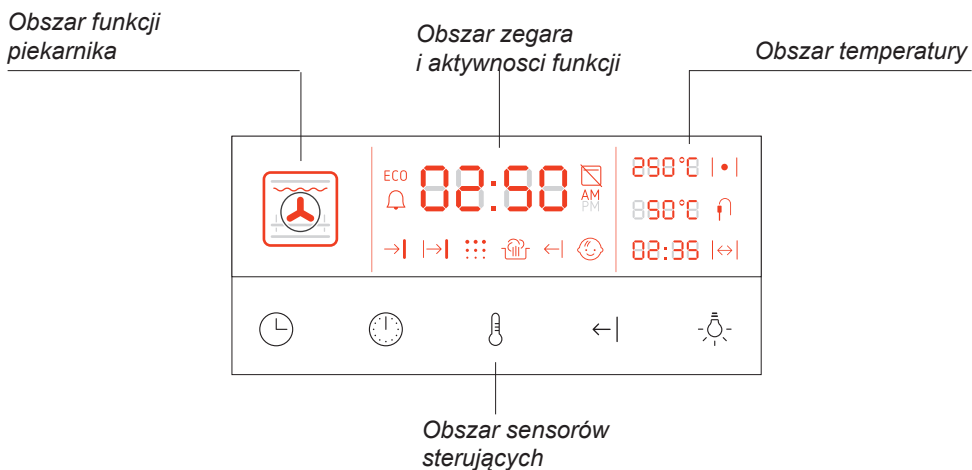 Obszar funkcji
piekarnika
Obszar zegara
i aktywnosci funkcji
Obszar temperatury
ECO
02:50
AM
PM
250°C
50°C
02:35
Obszar sensorów
sterujących